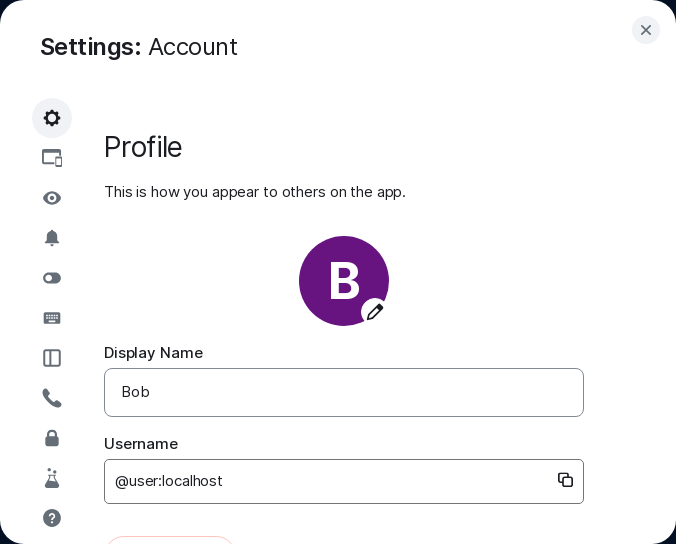 Settings: Account
Profile
This is how you appear to others on the app.
B
Display Name
Bob
Username
@user:localhost